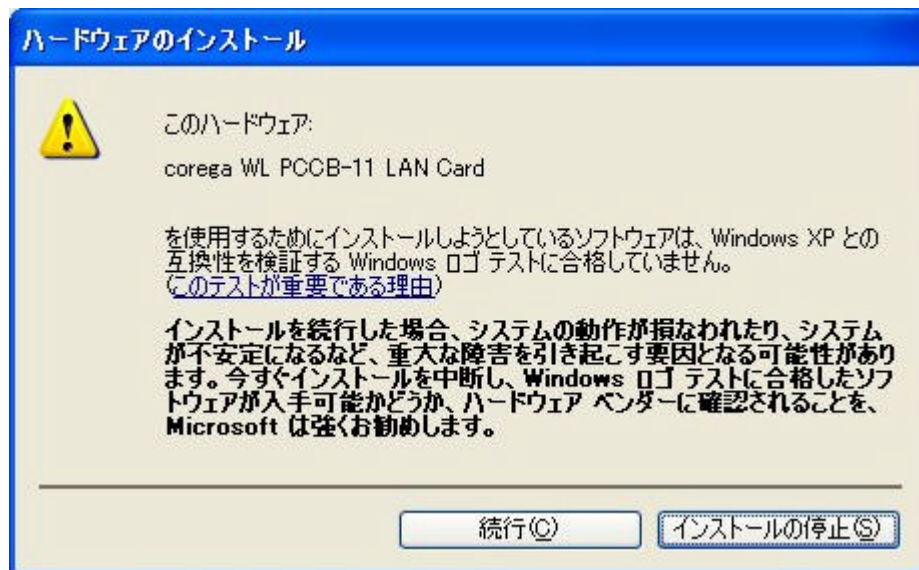 ハードウェアのインストール
このハードウェア:
corega WL PCCB-11 LAN Card
を使用するためにインストールしようとしているソフトウェアは、Windows XP との
互換性を検証する Windows ロゴ テストに合格していません。
(このテストが重要である理由)
インストールを続行した場合、システムの動作が損なわれたり、システム
が不安定になるなど、重大な障害を引き起こす要因となる可能性があり
ます。今すぐインストールを中断し、Windows ロゴ テストに合格したソフ
トウェアが入手可能かどうか、ハードウェア ベンダーに確認されることを、
Microsoft は強くお勧めします。
続行(C)
インストールの停止(S)